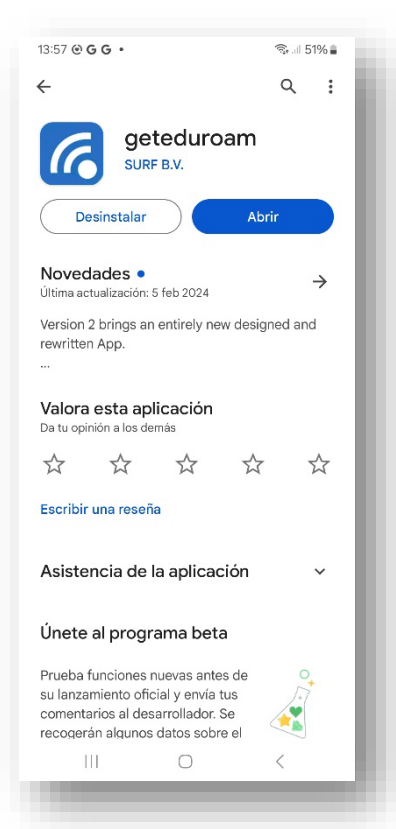 13:57 G G •
51%
geteduroam
SURF B.V.
Desinstalar
Abrir
Novedades •
Última actualización: 5 feb 2024
Version 2 brings an entirely new designed and
rewritten App.
...
Valora esta aplicación
Da tu opinión a los demás
Escribir una reseña
Asistencia de la aplicación
Únete al programa beta
Prueba funciones nuevas antes de
su lanzamiento oficial y envía tus
comentarios al desarrollador. Se
recogerán algunos datos sobre el